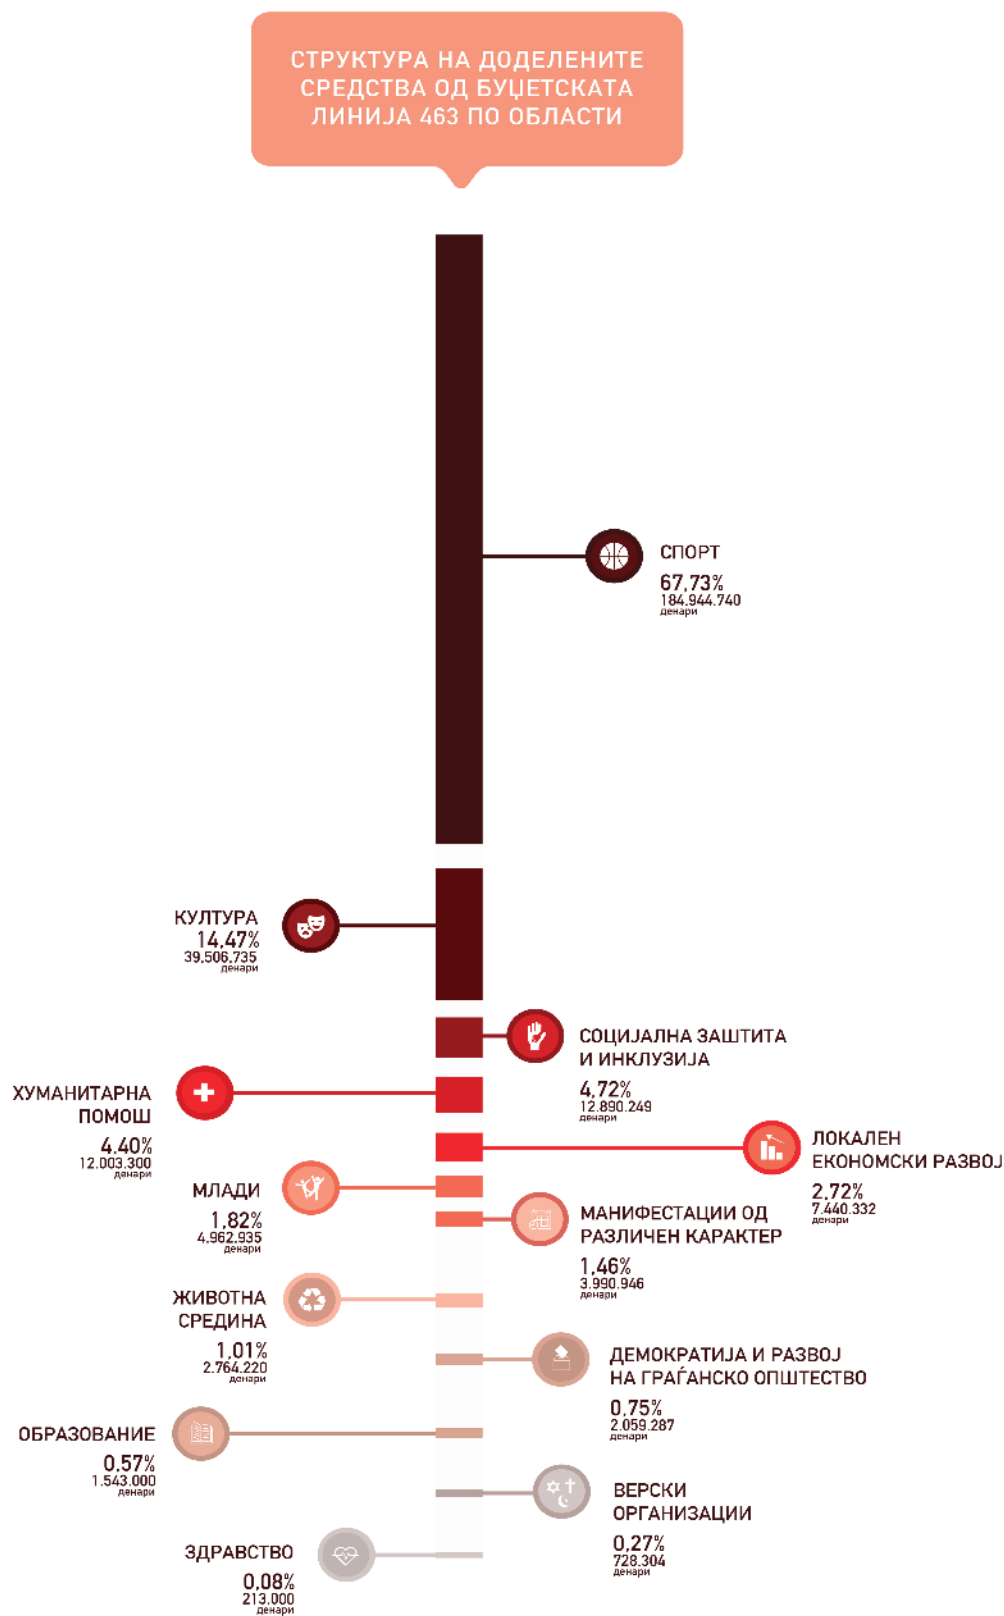 СТРУКТУРА НА ДОДЕЛЕНИТЕ
СРЕДСТВА ОД БУЏЕТСКАТА
ЛИНИЈА 463 ПО ОБЛАСТИ
СПОРТ
67,73%
184.944.740
денари
КУЛТУРА
14,47%
39.506.735
денари
СОЦИЈАЛНА ЗАШТИТА
И ИНКЛУЗИЈА
4,72%
12.890.249
денари
ХУМАНИТАРНА
ПОМОШ
4,40%
12.003.300
денари
ЛОКАЛЕН
ЕКОНОМСКИ РАЗВОЈ
2,72%
7.440.332
денари
МЛАДИ
1,82%
4.962.935
денари
МАНИФЕСТАЦИИ ОД
РАЗЛИЧЕН КАРАКТЕР
1,46%
3.990.946
денари
ЖИВОТНА
СРЕДИНА
1,01%
2.764.220
денари
ДЕМОКРАТИЈА И РАЗВОЈ
НА ГРАЃАНСКО ОПШТЕСТВО
0,75%
2.059.287
денари
ОБРАЗОВАНИЕ
0,57%
1.543.000
денари
ВЕРСКИ
ОРГАНИЗАЦИИ
0,27%
728.304
денари
ЗДРАВСТВО
0,08%
213.000
денари